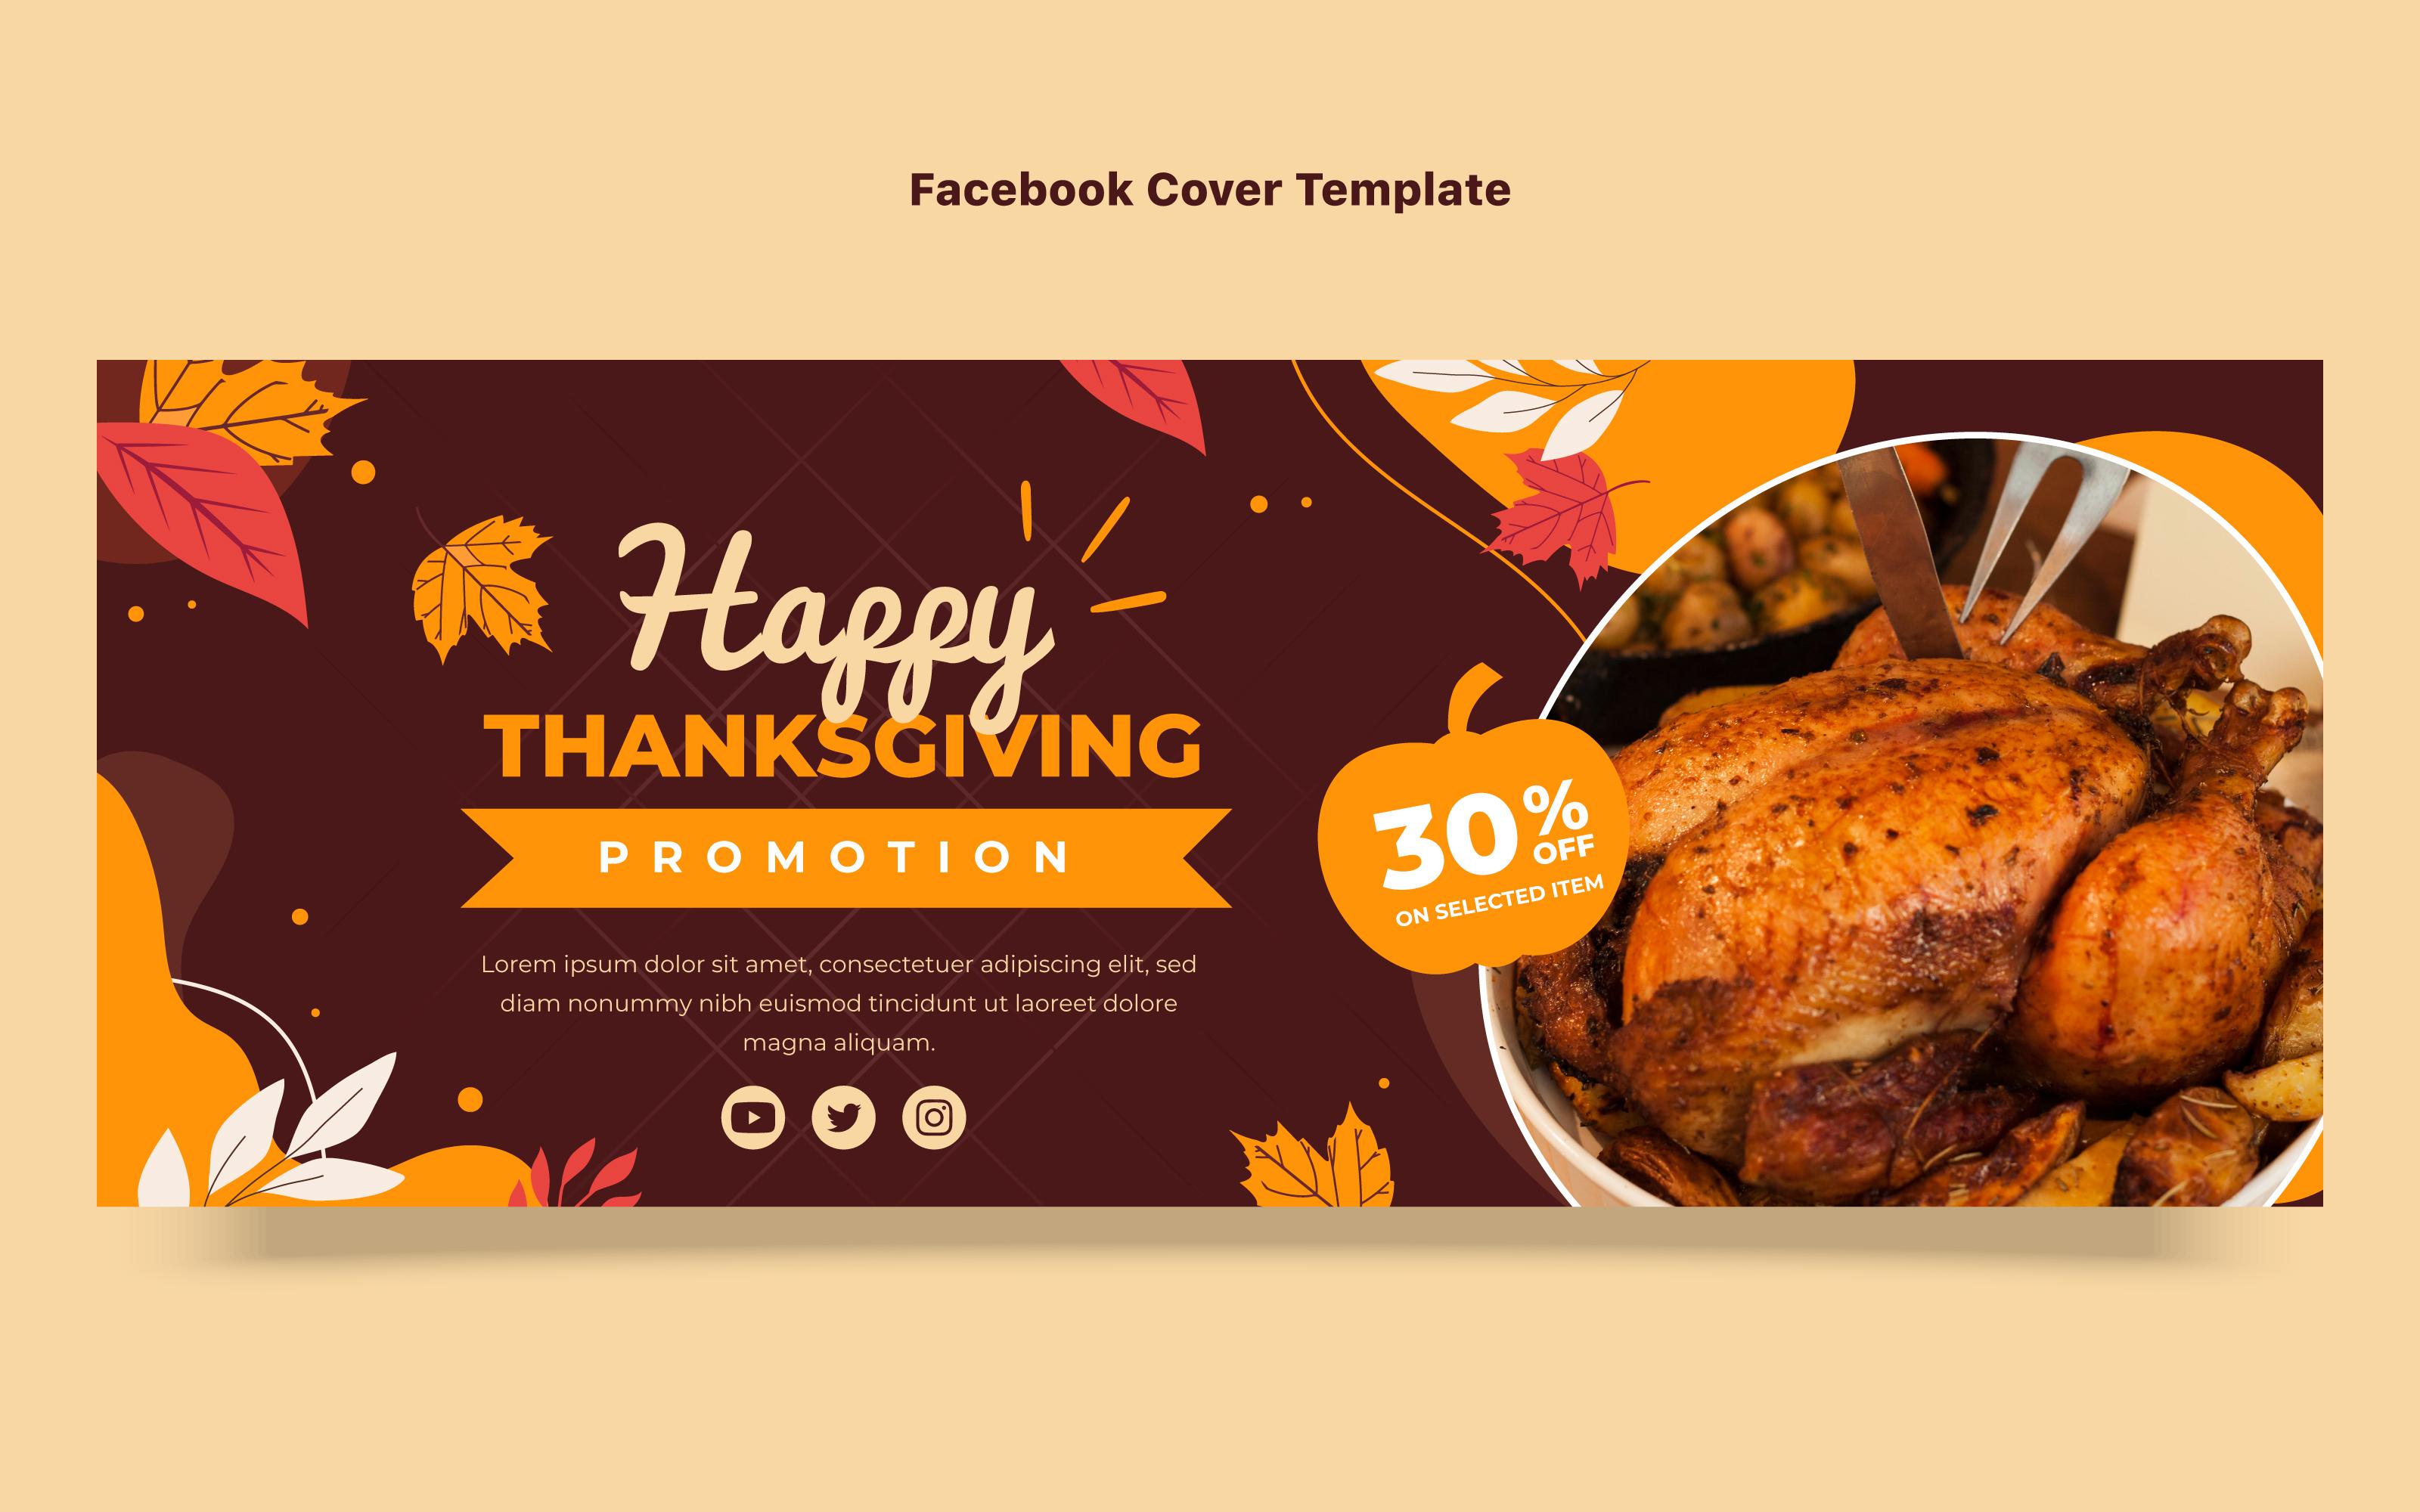 Facebook Cover Template
Happy
THANKSGIVING
PROMOTION
Lorem ipsum dolor sit amet, consectetuer adipiscing elit, sed
diam nonummy nibh euismod tincidunt ut laoreet dolore
magna aliquam.
30%
OFF
ON SELECTED ITEM